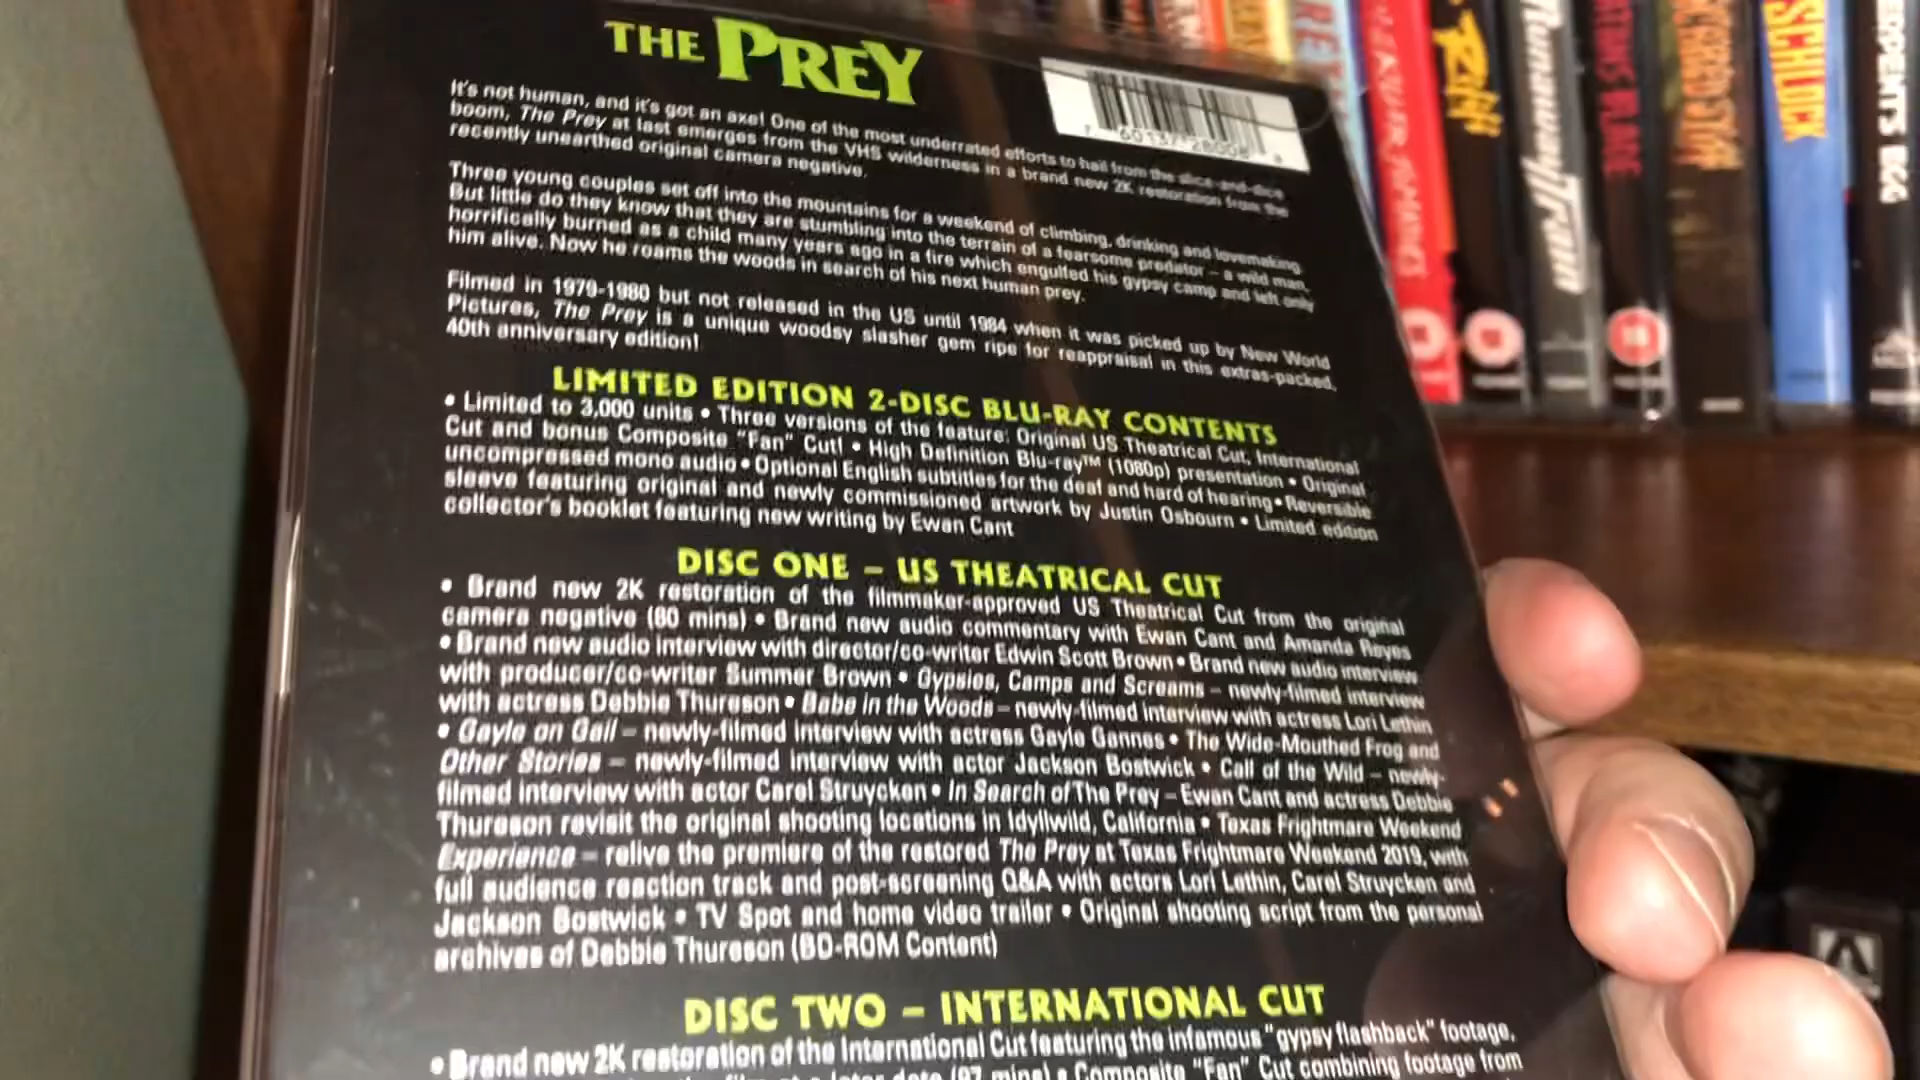 THE PREY
It's not human, and it's got an axe! One of the most underrated efforts to hail from the slice-and-dice
boom, The Prey at last emerges from the VHS wilderness in a brand new 2K restoration from the
recently unearthed original camera negative.
Three young couples set off into the mountains for a weekend of climbing, drinking and lovemaking.
But little do they know that they are stumbling into the terrain of a fearsome predator – a wild man,
horrifically burned as a child many years ago in a fire which engulfed his gypsy camp and left only
him alive. Now he roams the woods in search of his next human prey.
Filmed in 1979-1980 but not released in the US until 1984 when it was picked up by New World
Pictures, The Prey is a unique woodsy slasher gem ripe for reappraisal in this extras-packed,
40th anniversary edition!
LIMITED EDITION 2-DISC BLU-RAY CONTENTS
• Limited to 3,000 units • Three versions of the feature: Original US Theatrical Cut, International
Cut and bonus Composite "Fan" Cut! • High Definition Blu-ray™ (1080p) presentation • Original
uncompressed mono audio • Optional English subtitles for the deaf and hard of hearing • Reversible
sleeve featuring original and newly commissioned artwork by Justin Osbourn • Limited edition
collector's booklet featuring new writing by Ewan Cant
DISC ONE – US THEATRICAL CUT
• Brand new 2K restoration of the filmmaker-approved US Theatrical Cut from the original
camera negative (80 mins) • Brand new audio commentary with Ewan Cant and Amanda Reyes
• Brand new audio interview with director/co-writer Edwin Scott Brown • Brand new audio interview
with producer/co-writer Summer Brown • Gypsies, Camps and Screams – newly-filmed interview
with actress Debbie Thureson • Babe in the Woods – newly-filmed interview with actress Lori Lethin
• Gayle on Gail – newly-filmed interview with actress Gayle Gannes • The Wide-Mouthed Frog and
Other Stories – newly-filmed interview with actor Jackson Bostwick • Call of the Wild – newly-
filmed interview with actor Carel Struycken • In Search of The Prey – Ewan Cant and actress Debbie
Thureson revisit the original shooting locations in Idyllwild, California • Texas Frightmare Weekend
Experience – relive the premiere of the restored The Prey at Texas Frightmare Weekend 2019, with
full audience reaction track and post-screening Q&A with actors Lori Lethin, Carel Struycken and
Jackson Bostwick • TV Spot and home video trailer • Original shooting script from the personal
archives of Debbie Thureson (BD-ROM Content)
DISC TWO – INTERNATIONAL CUT
• Brand new 2K restoration of the International Cut featuring the infamous "gypsy flashback" footage,
film at a later date (97 mins) • Composite "Fan" Cut combining footage from
Runaway Train
SCHLOCK